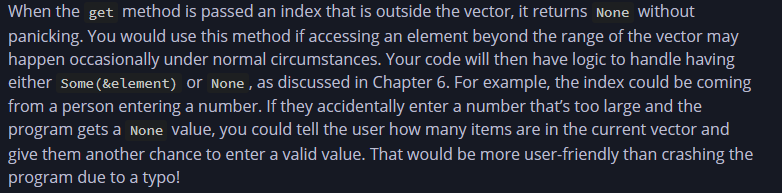 When the get method is passed an index that is outside the vector, it returns None without
panicking. You would use this method if accessing an element beyond the range of the vector may
happen occasionally under normal circumstances. Your code will then have logic to handle having
either Some(&element) or None, as discussed in Chapter 6. For example, the index could be coming
from a person entering a number. If they accidentally enter a number that’s too large and the
program gets a None value, you could tell the user how many items are in the current vector and
give them another chance to enter a valid value. That would be more user-friendly than crashing the
program due to a typo!